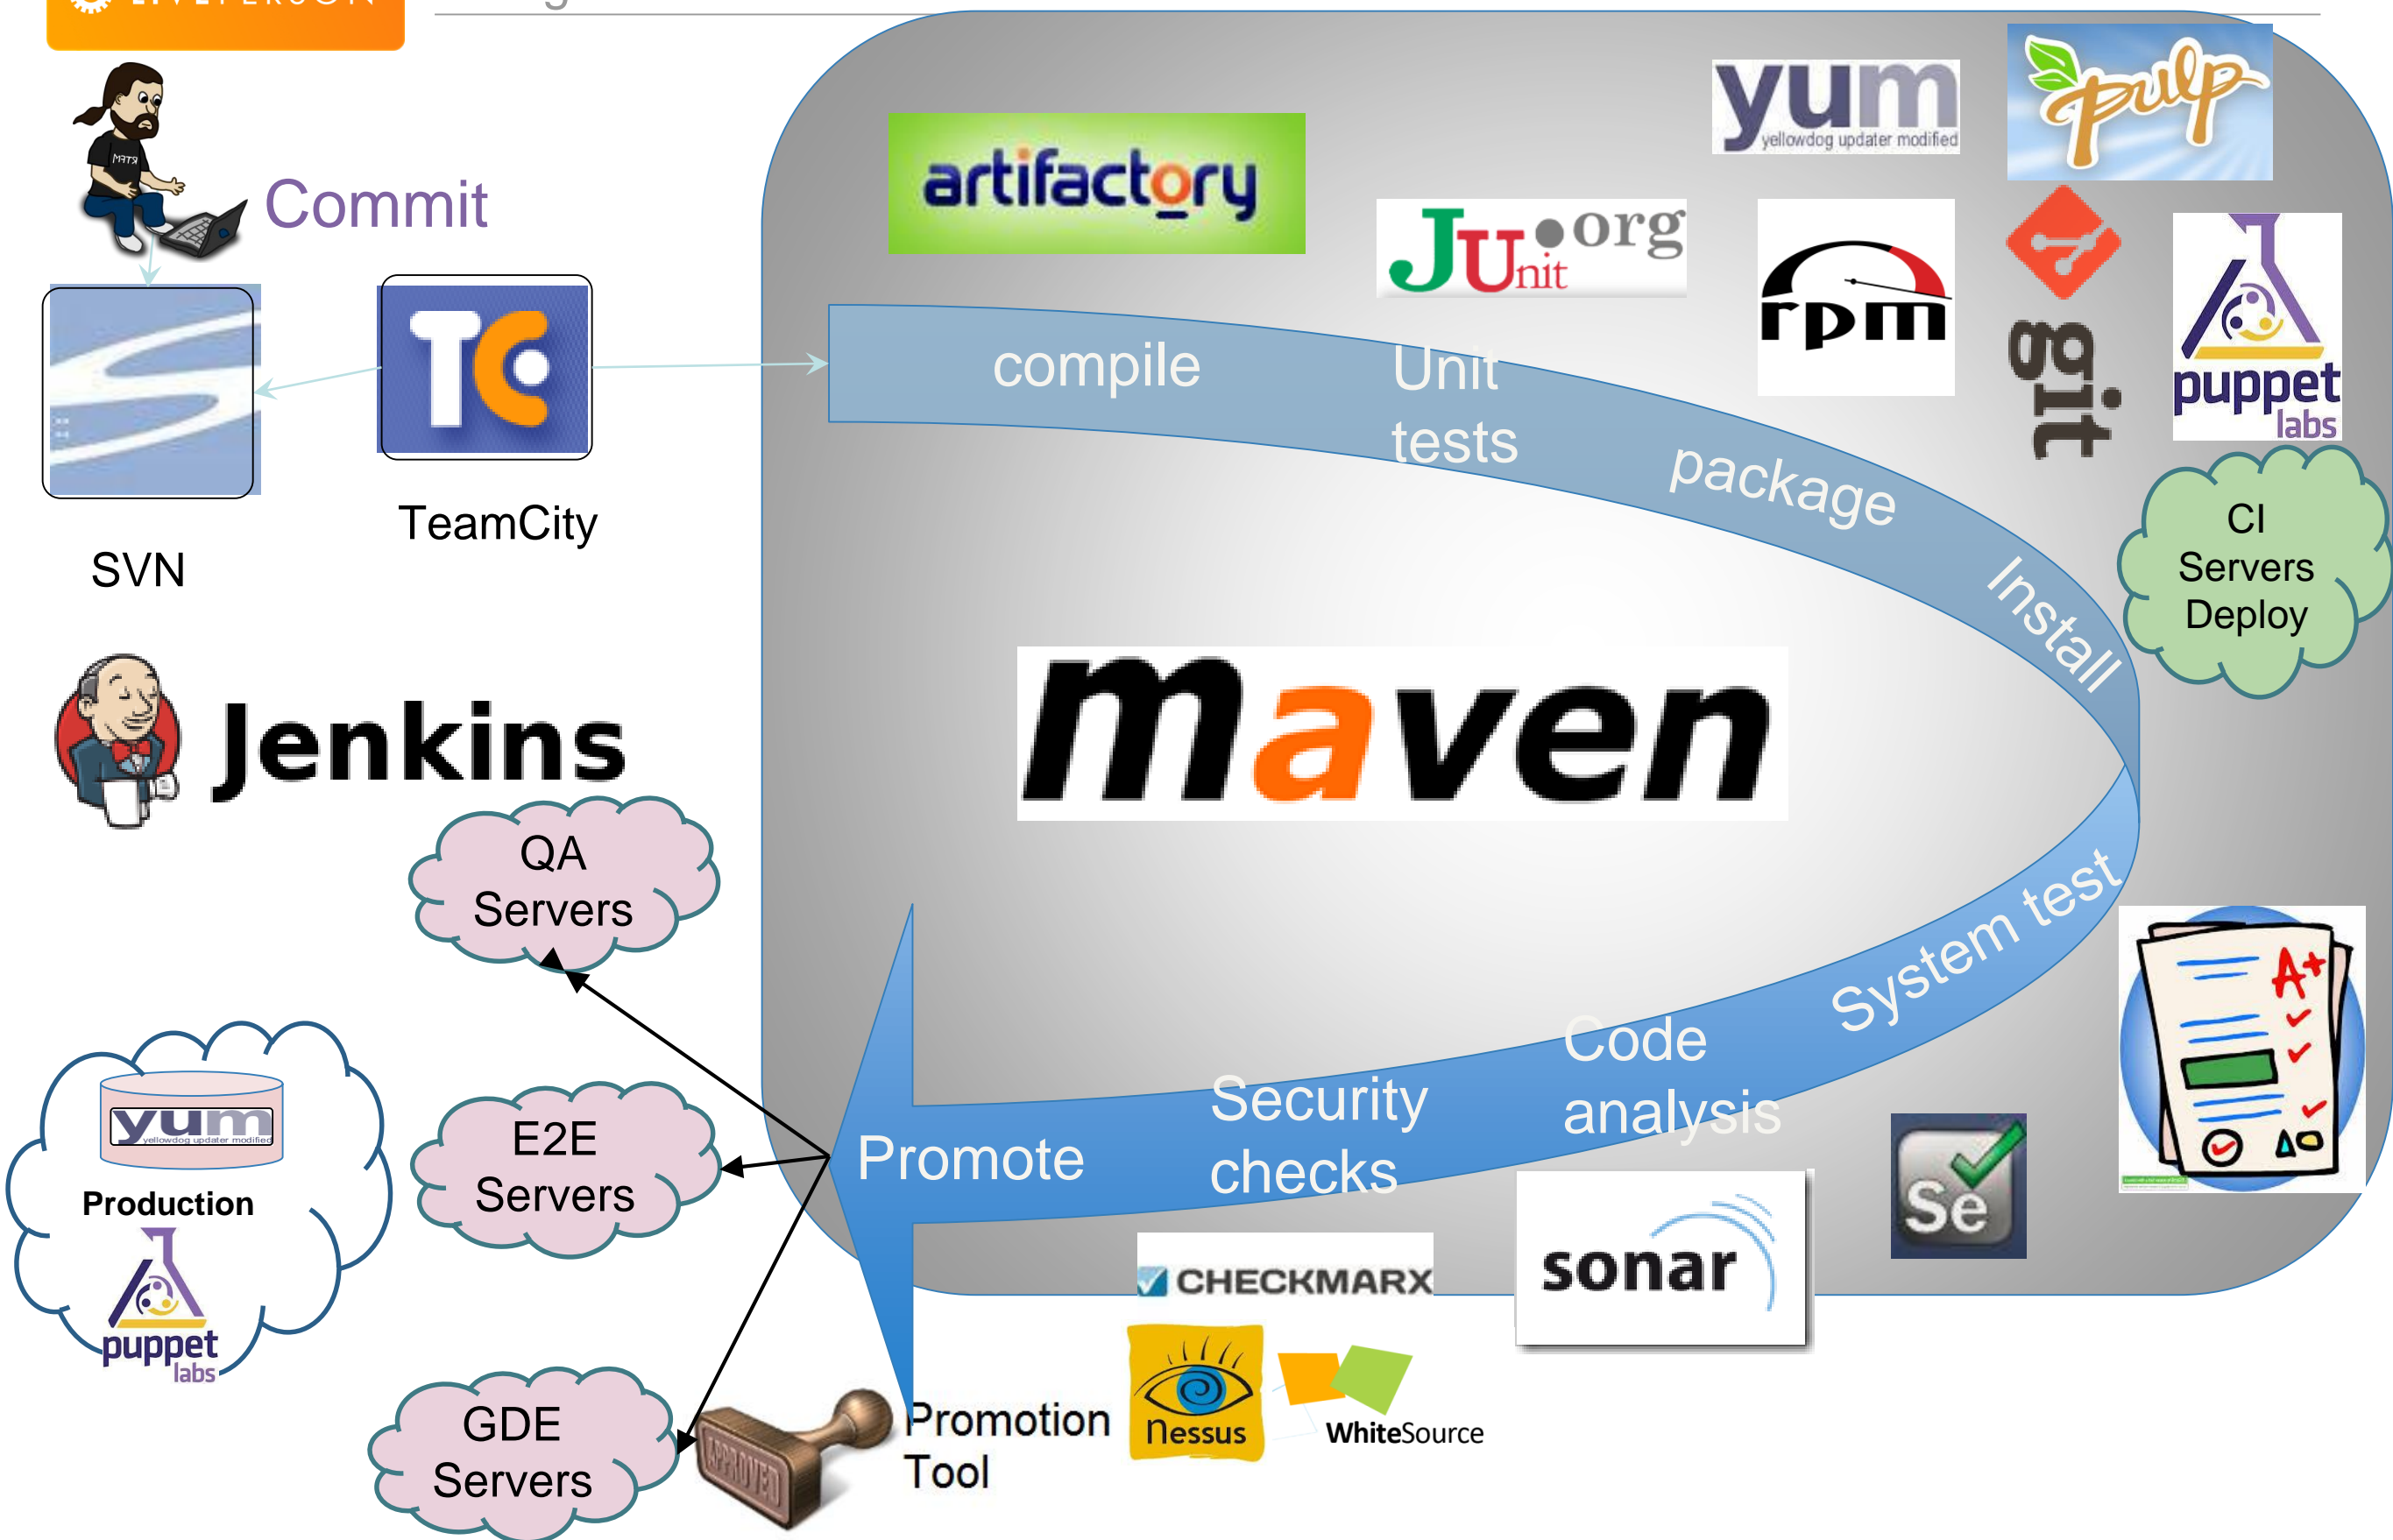 Commit
SVN
TeamCity
Jenkins
artifactory
JUnit.org
yum
yellowdog updater modified
pulp
rpm
git
puppet
labs
compile
Unit
tests
package
Install
CI
Servers
Deploy
maven
System test
A+
Code
analysis
Security
checks
Promote
QA
Servers
E2E
Servers
GDE
Servers
yum
yellowdog updater modified
Production
puppet
labs
APPROVED
Promotion
Tool
CHECKMARX
nessus
WhiteSource
sonar
Se
TC